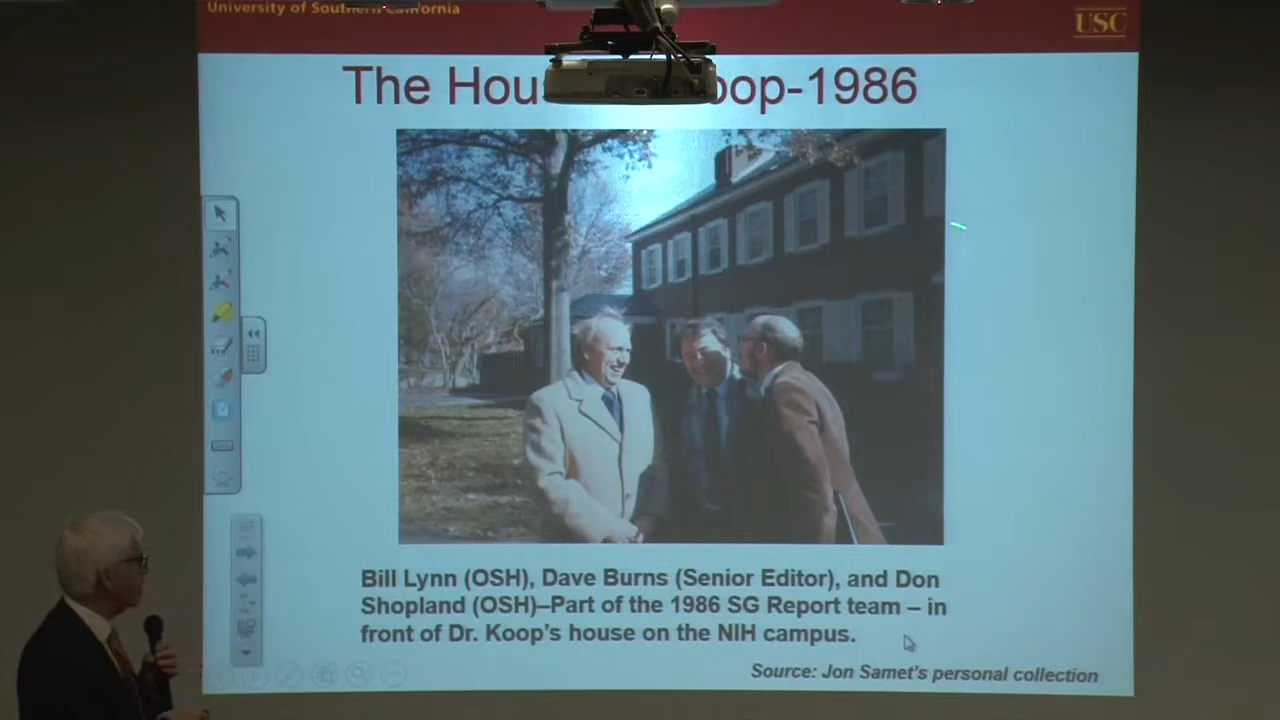 University of Southern California
USC
The Hou oop-1986
Bill Lynn (OSH), Dave Burns (Senior Editor), and Don
Shopland (OSH)–Part of the 1986 SG Report team – in
front of Dr. Koop's house on the NIH campus.
Source: Jon Samet's personal collection